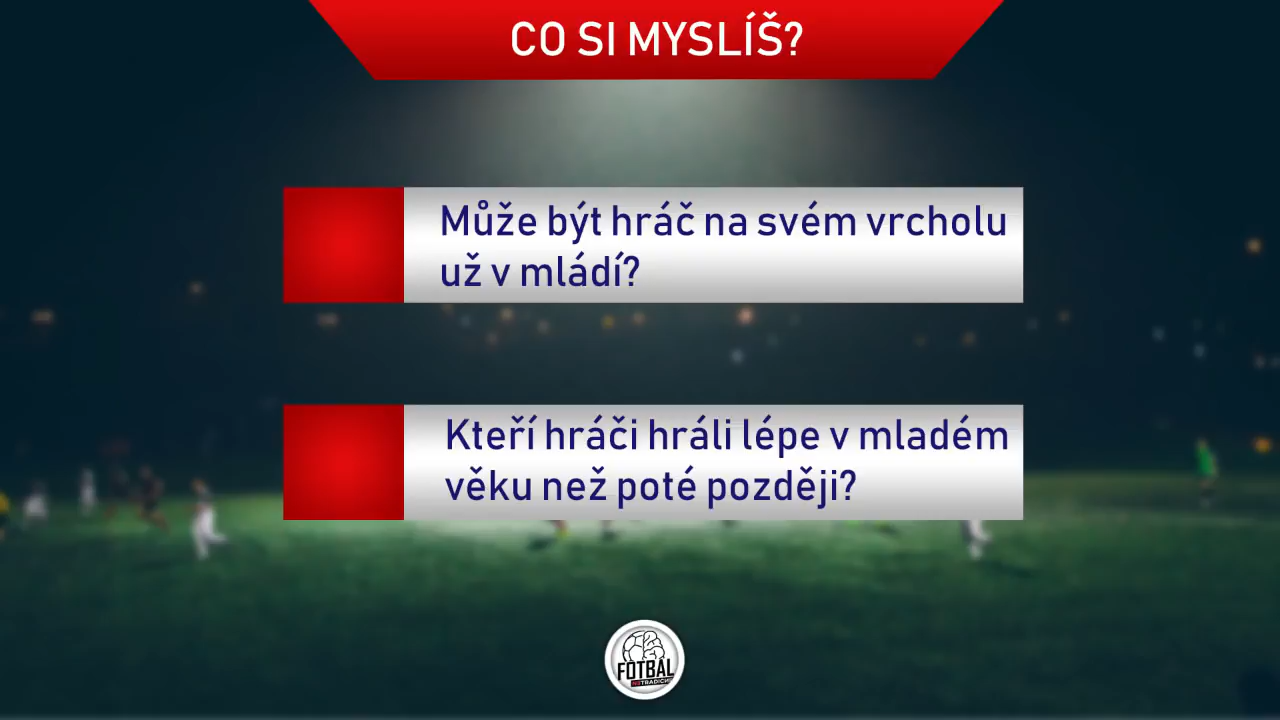 CO SI MYSLÍŠ?
Může být hráč na svém vrcholu
už v mládí?
Kteří hráči hráli lépe v mladém
věku než poté později?
FOTBAL
NETRADIČNĚ